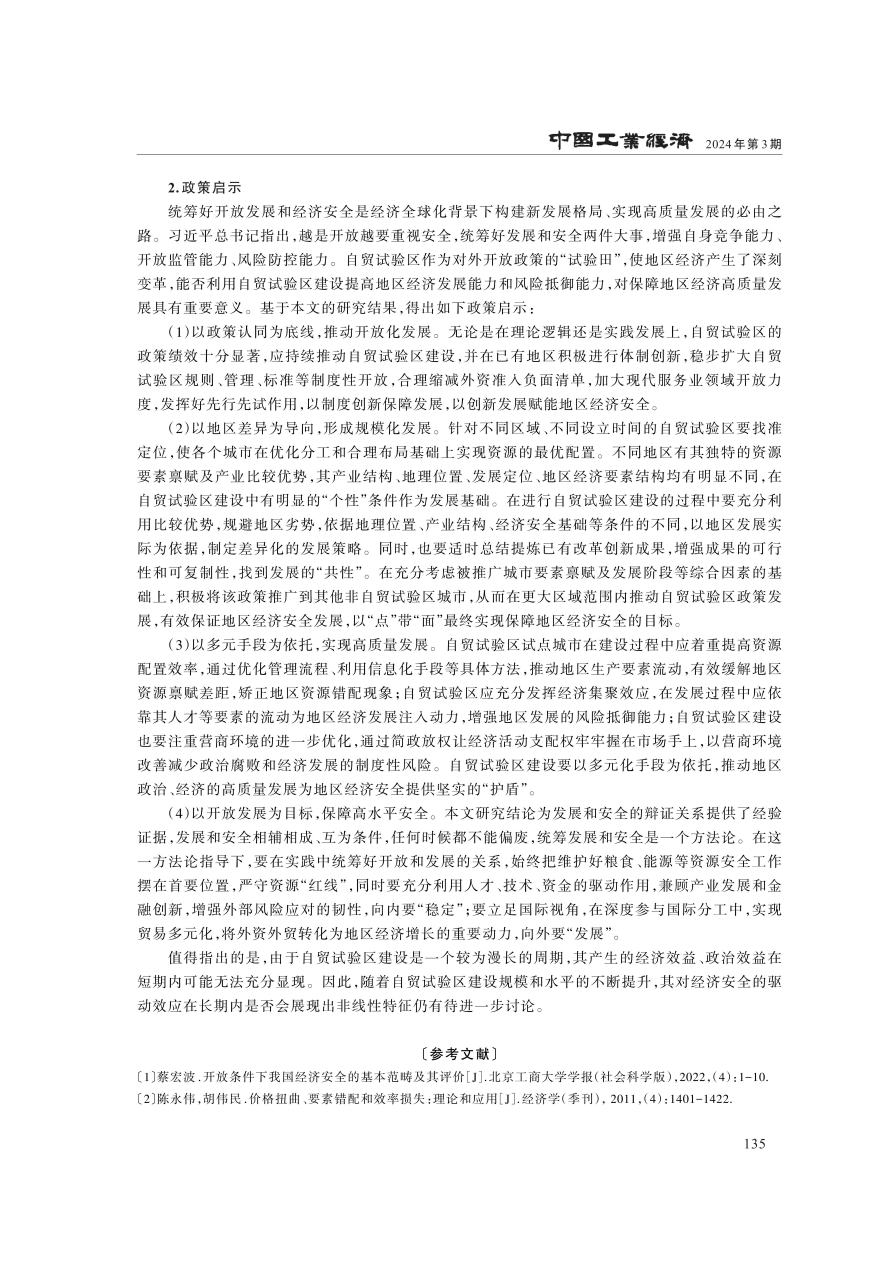 中國工業經濟 2024年第3期
2.政策启示
统筹好开放发展和经济安全是经济全球化背景下构建新发展格局、实现高质量发展的必由之
路。习近平总书记指出,越是开放越要重视安全,统筹好发展和安全两件大事,增强自身竞争能力、
开放监管能力、风险防控能力。自贸试验区作为对外开放政策的“试验田”,使地区经济产生了深刻
变革,能否利用自贸试验区建设提高地区经济发展能力和风险抵御能力,对保障地区经济高质量发
展具有重要意义。基于本文的研究结果,得出如下政策启示:
(1)以政策认同为底线,推动开放化发展。无论是在理论逻辑还是实践发展上,自贸试验区的
政策绩效十分显著,应持续推动自贸试验区建设,并在已有地区积极进行体制创新,稳步扩大自贸
试验区规则、管理、标准等制度性开放,合理缩减外资准入负面清单,加大现代服务业领域开放力
度,发挥好先行先试作用,以制度创新保障发展,以创新发展赋能地区经济安全。
(2)以地区差异为导向,形成规模化发展。针对不同区域、不同设立时间的自贸试验区要找准
定位,使各个城市在优化分工和合理布局基础上实现资源的最优配置。不同地区有其独特的资源
要素禀赋及产业比较优势,其产业结构、地理位置、发展定位、地区经济要素结构均有明显不同,在
自贸试验区建设中有明显的“个性”条件作为发展基础。在进行自贸试验区建设的过程中要充分利
用比较优势,规避地区劣势,依据地理位置、产业结构、经济安全基础等条件的不同,以地区发展实
际为依据,制定差异化的发展策略。同时,也要适时总结提炼已有改革创新成果,增强成果的可行
性和可复制性,找到发展的“共性”。在充分考虑被推广城市要素禀赋及发展阶段等综合因素的基
础上,积极将该政策推广到其他非自贸试验区城市,从而在更大区域范围内推动自贸试验区政策发
展,有效保证地区经济安全发展,以“点”带“面”最终实现保障地区经济安全的目标。
(3)以多元手段为依托,实现高质量发展。自贸试验区试点城市在建设过程中应着重提高资源
配置效率,通过优化管理流程、利用信息化手段等具体方法,推动地区生产要素流动,有效缓解地区
资源禀赋差距,矫正地区资源错配现象;自贸试验区应充分发挥经济集聚效应,在发展过程中应依
靠其人才等要素的流动为地区经济发展注入动力,增强地区发展的风险抵御能力;自贸试验区建设
也要注重营商环境的进一步优化,通过简政放权让经济活动支配权牢牢握在市场手上,以营商环境
改善减少政治腐败和经济发展的制度性风险。自贸试验区建设要以多元化手段为依托,推动地区
政治、经济的高质量发展为地区经济安全提供坚实的“护盾”。
(4)以开放发展为目标,保障高水平安全。本文研究结论为发展和安全的辩证关系提供了经验
证据,发展和安全相辅相成、互为条件,任何时候都不能偏废,统筹发展和安全是一个方法论。在这
一方法论指导下,要在实践中统筹好开放和发展的关系,始终把维护好粮食、能源等资源安全工作
摆在首要位置,严守资源“红线”,同时要充分利用人才、技术、资金的驱动作用,兼顾产业发展和金
融创新,增强外部风险应对的韧性,向内要“稳定”;要立足国际视角,在深度参与国际分工中,实现
贸易多元化,将外资外贸转化为地区经济增长的重要动力,向外要“发展”。
值得指出的是,由于自贸试验区建设是一个较为漫长的周期,其产生的经济效益、政治效益在
短期内可能无法充分显现。因此,随着自贸试验区建设规模和水平的不断提升,其对经济安全的驱
动效应在长期内是否会展现出非线性特征仍有待进一步讨论。
〔参考文献〕
〔1〕蔡宏波.开放条件下我国经济安全的基本范畴及其评价[J].北京工商大学学报(社会科学版),2022,(4):1-10.
〔2〕陈永伟,胡伟民.价格扭曲、要素错配和效率损失:理论和应用[J].经济学(季刊), 2011,(4):1401-1422.
135